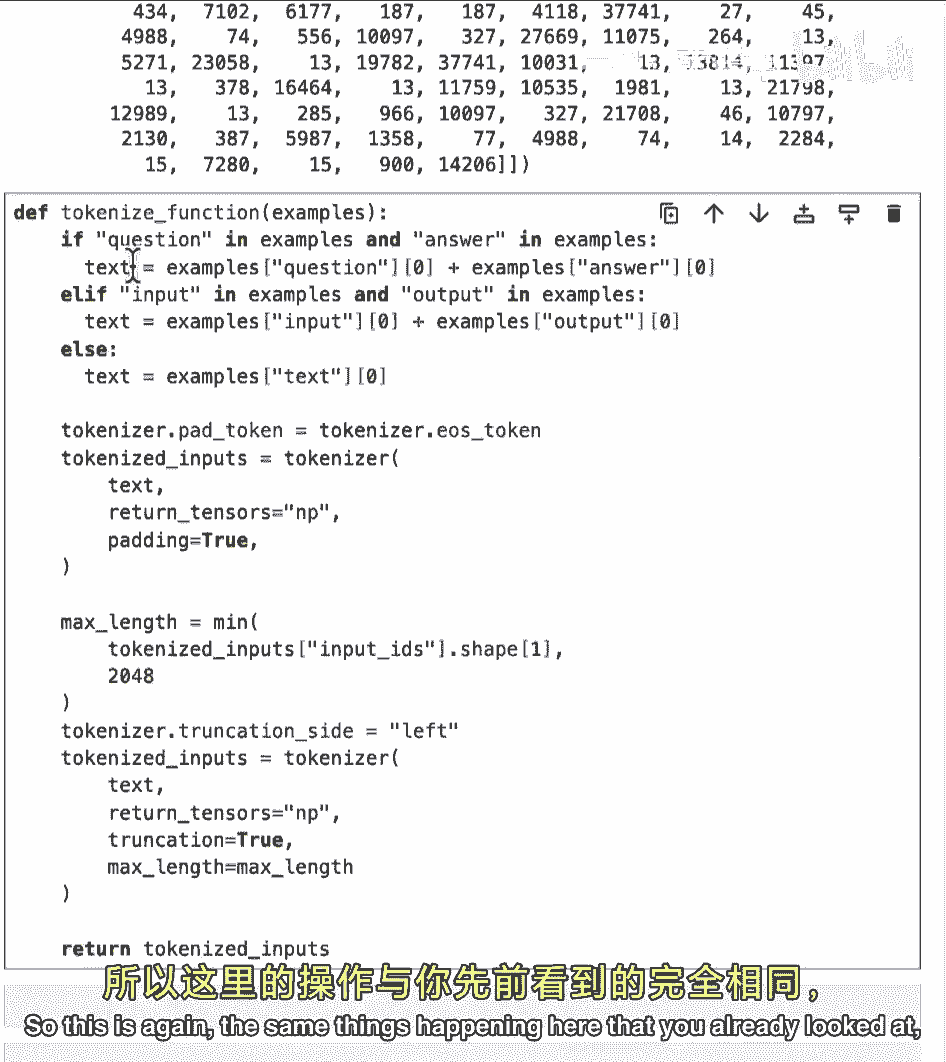 434, 7102, 6177, 187, 187, 4118, 37741, 27, 45,
4988, 74, 556, 10097, 327, 27669, 11075, 264, 13,
5271, 23058, 13, 19782, 37741, 10031, 13, 13814, 11397,
13, 378, 16464, 13, 11759, 10535, 1981, 13, 21798,
12989, 13, 285, 966, 10097, 327, 21708, 46, 10797,
2130, 387, 5987, 1358, 77, 4988, 74, 14, 2284,
15, 7280, 15, 900, 14206]])
def tokenize_function(examples):
    if "question" in examples and "answer" in examples:
      text = examples["question"][0] + examples["answer"][0]
    elif "input" in examples and "output" in examples:
      text = examples["input"][0] + examples["output"][0]
    else:
      text = examples["text"][0]
    tokenizer.pad_token = tokenizer.eos_token
    tokenized_inputs = tokenizer(
        text,
        return_tensors="np",
        padding=True,
    )
    max_length = min(
        tokenized_inputs["input_ids"].shape[1],
        2048
    )
    tokenizer.truncation_side = "left"
    tokenized_inputs = tokenizer(
        text,
        return_tensors="np",
        truncation=True,
        max_length=max_length
    )
    return tokenized_inputs
所以这里的操作与你先前看到的完全相同，
So this is again, the same things happening here that you already looked at,